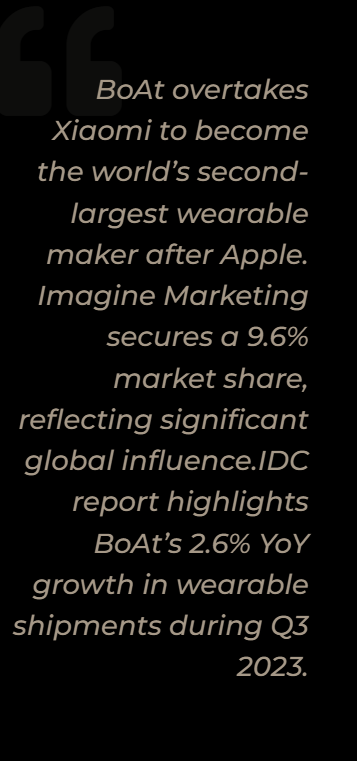 BoAt overtakes
Xiaomi to become
the world’s second-
largest wearable
maker after Apple.
Imagine Marketing
secures a 9.6%
market share,
reflecting significant
global influence.IDC
report highlights
BoAt’s 2.6% YoY
growth in wearable
shipments during Q3
2023.